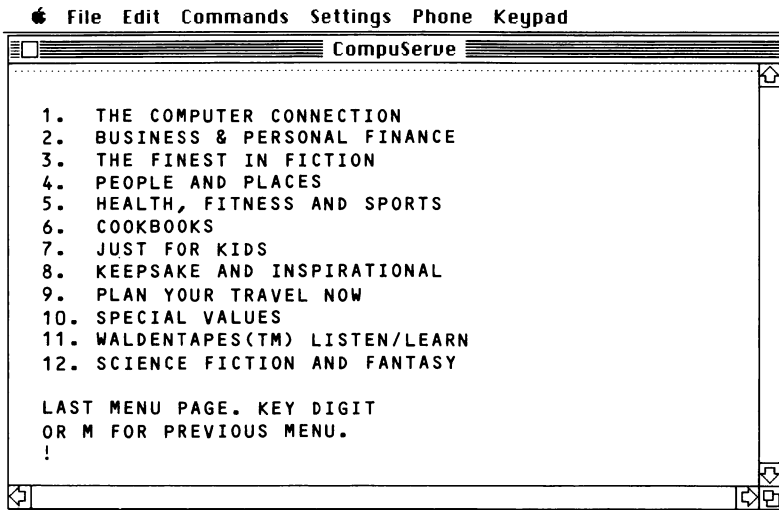 File Edit Commands Settings Phone Keypad
CompuServe
1. THE COMPUTER CONNECTION
2. BUSINESS & PERSONAL FINANCE
3. THE FINEST IN FICTION
4. PEOPLE AND PLACES
5. HEALTH, FITNESS AND SPORTS
6. COOKBOOKS
7. JUST FOR KIDS
8. KEEPSAKE AND INSPIRATIONAL
9. PLAN YOUR TRAVEL NOW
10. SPECIAL VALUES
11. WALDENTAPES(TM) LISTEN/LEARN
12. SCIENCE FICTION AND FANTASY
LAST MENU PAGE. KEY DIGIT
OR M FOR PREVIOUS MENU.
!